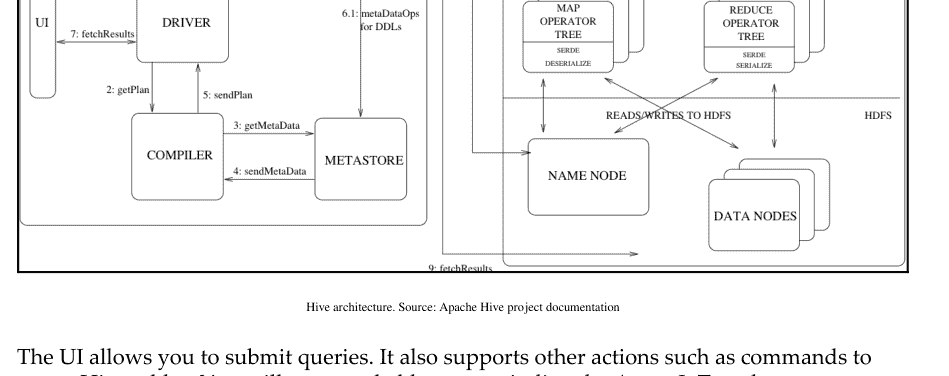 UI
DRIVER
6.1: metaDataOps
for DDLs
7: fetchResults
2: getPlan
5: sendPlan
3: getMetaData
COMPILER
METASTORE
4: sendMetaData
MAP
OPERATOR
TREE
SERDE
DESERIALIZE
REDUCE
OPERATOR
TREE
SERDE
SERIALIZE
READS/WRITES TO HDFS
HDFS
NAME NODE
DATA NODES
9: fetchResults
Hive architecture. Source: Apache Hive project documentation
The UI allows you to submit queries. It also supports other actions such as commands to